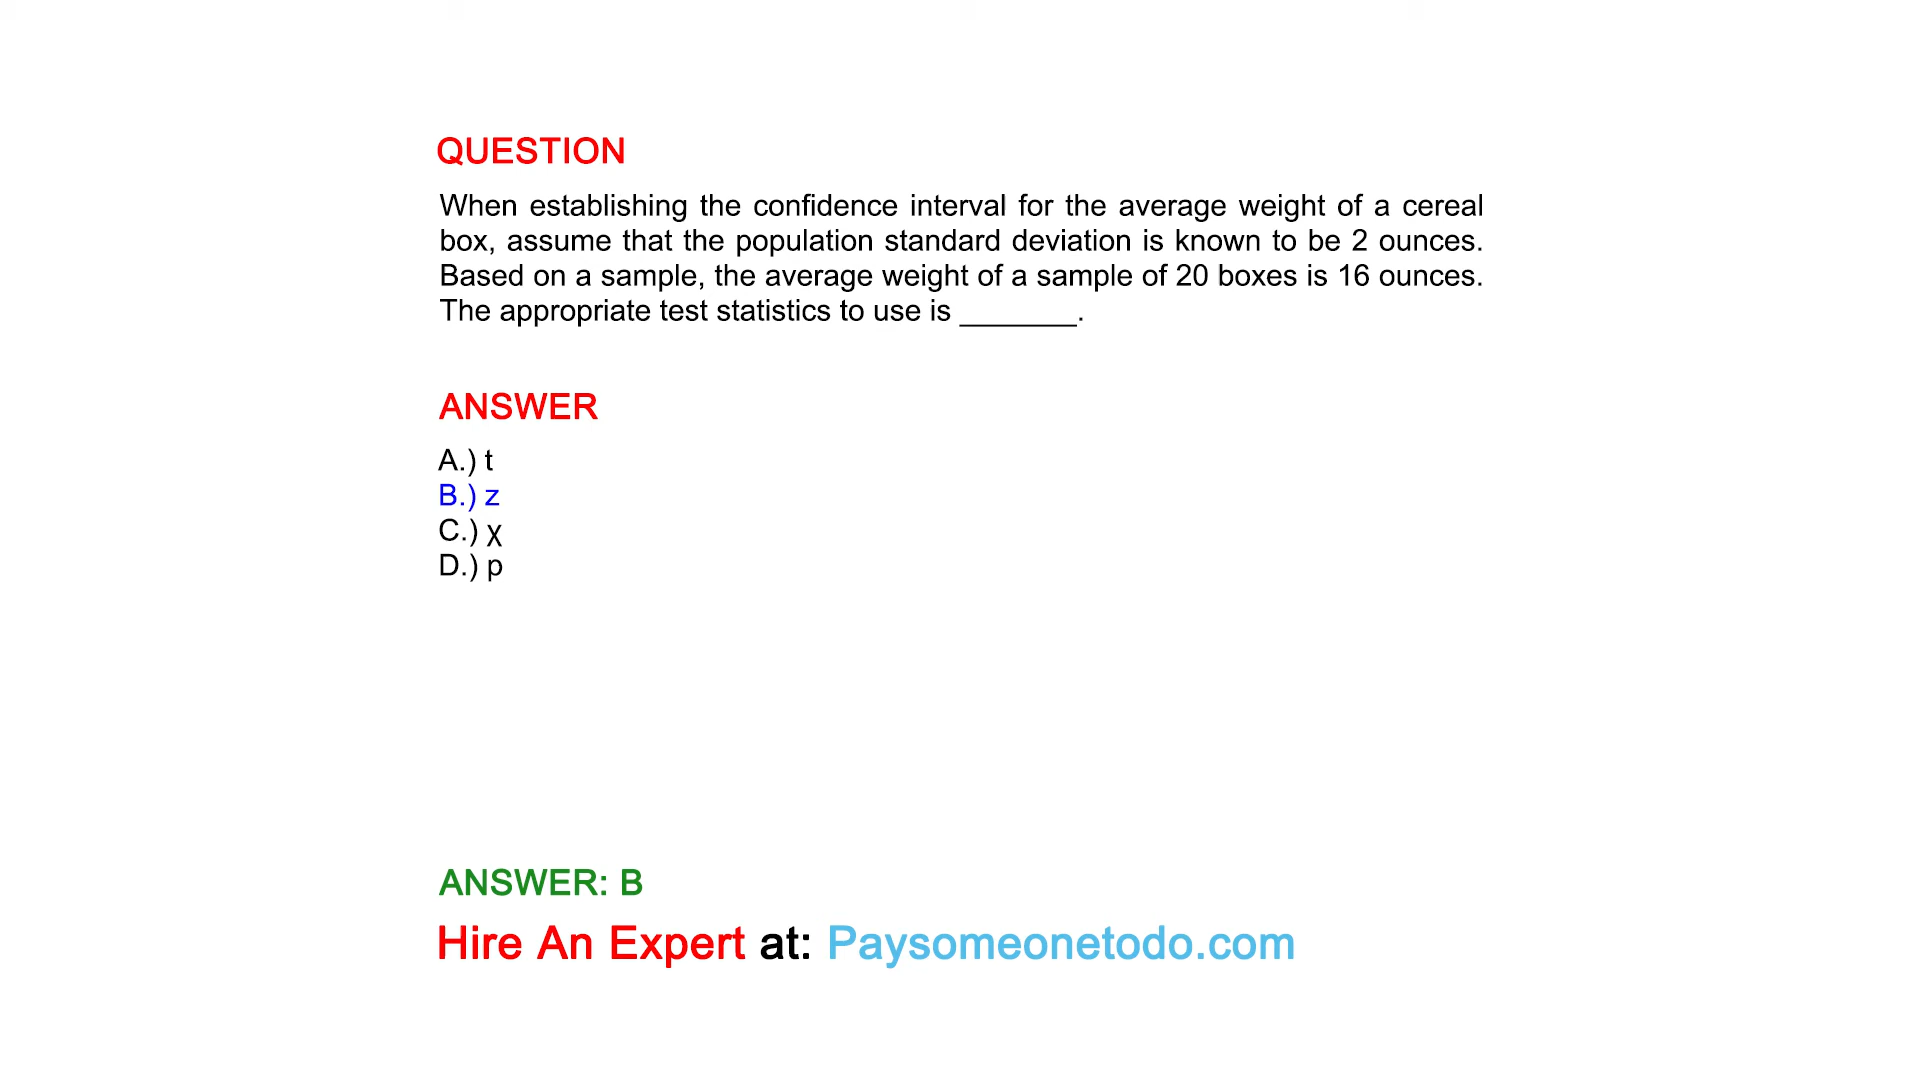 QUESTION
When establishing the confidence interval for the average weight of a cereal
box, assume that the population standard deviation is known to be 2 ounces.
Based on a sample, the average weight of a sample of 20 boxes is 16 ounces.
The appropriate test statistics to use is _______.
ANSWER
A.) t
B.) z
C.) χ
D.) p
ANSWER: B
Hire An Expert at: Paysomeonetodo.com